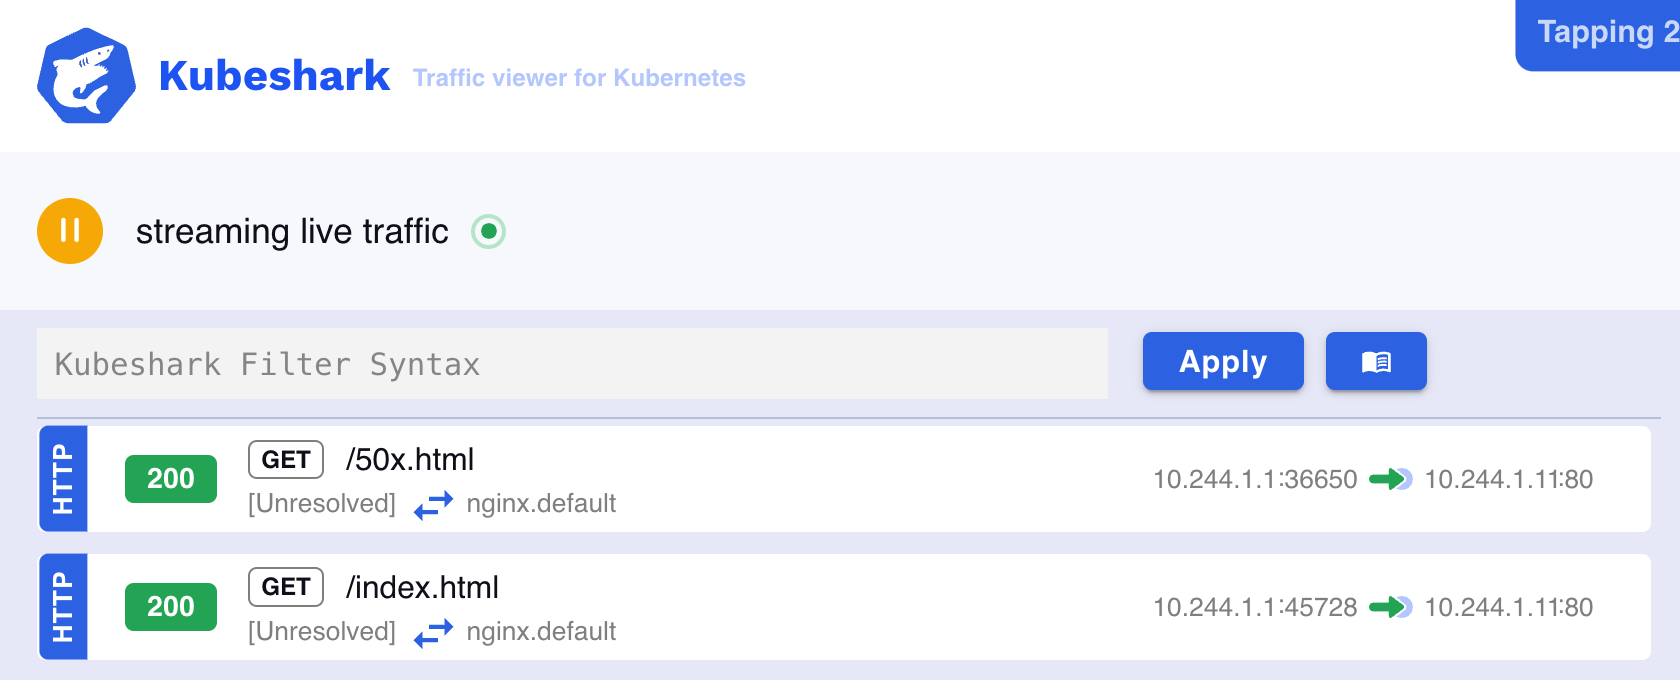 Kubeshark Traffic viewer for Kubernetes
Tapping 2
streaming live traffic
Kubeshark Filter Syntax
Apply
HTTP
200
GET /50x.html
[Unresolved] nginx.default
10.244.1.1:36650 10.244.1.11:80
HTTP
200
GET /index.html
[Unresolved] nginx.default
10.244.1.1:45728 10.244.1.11:80